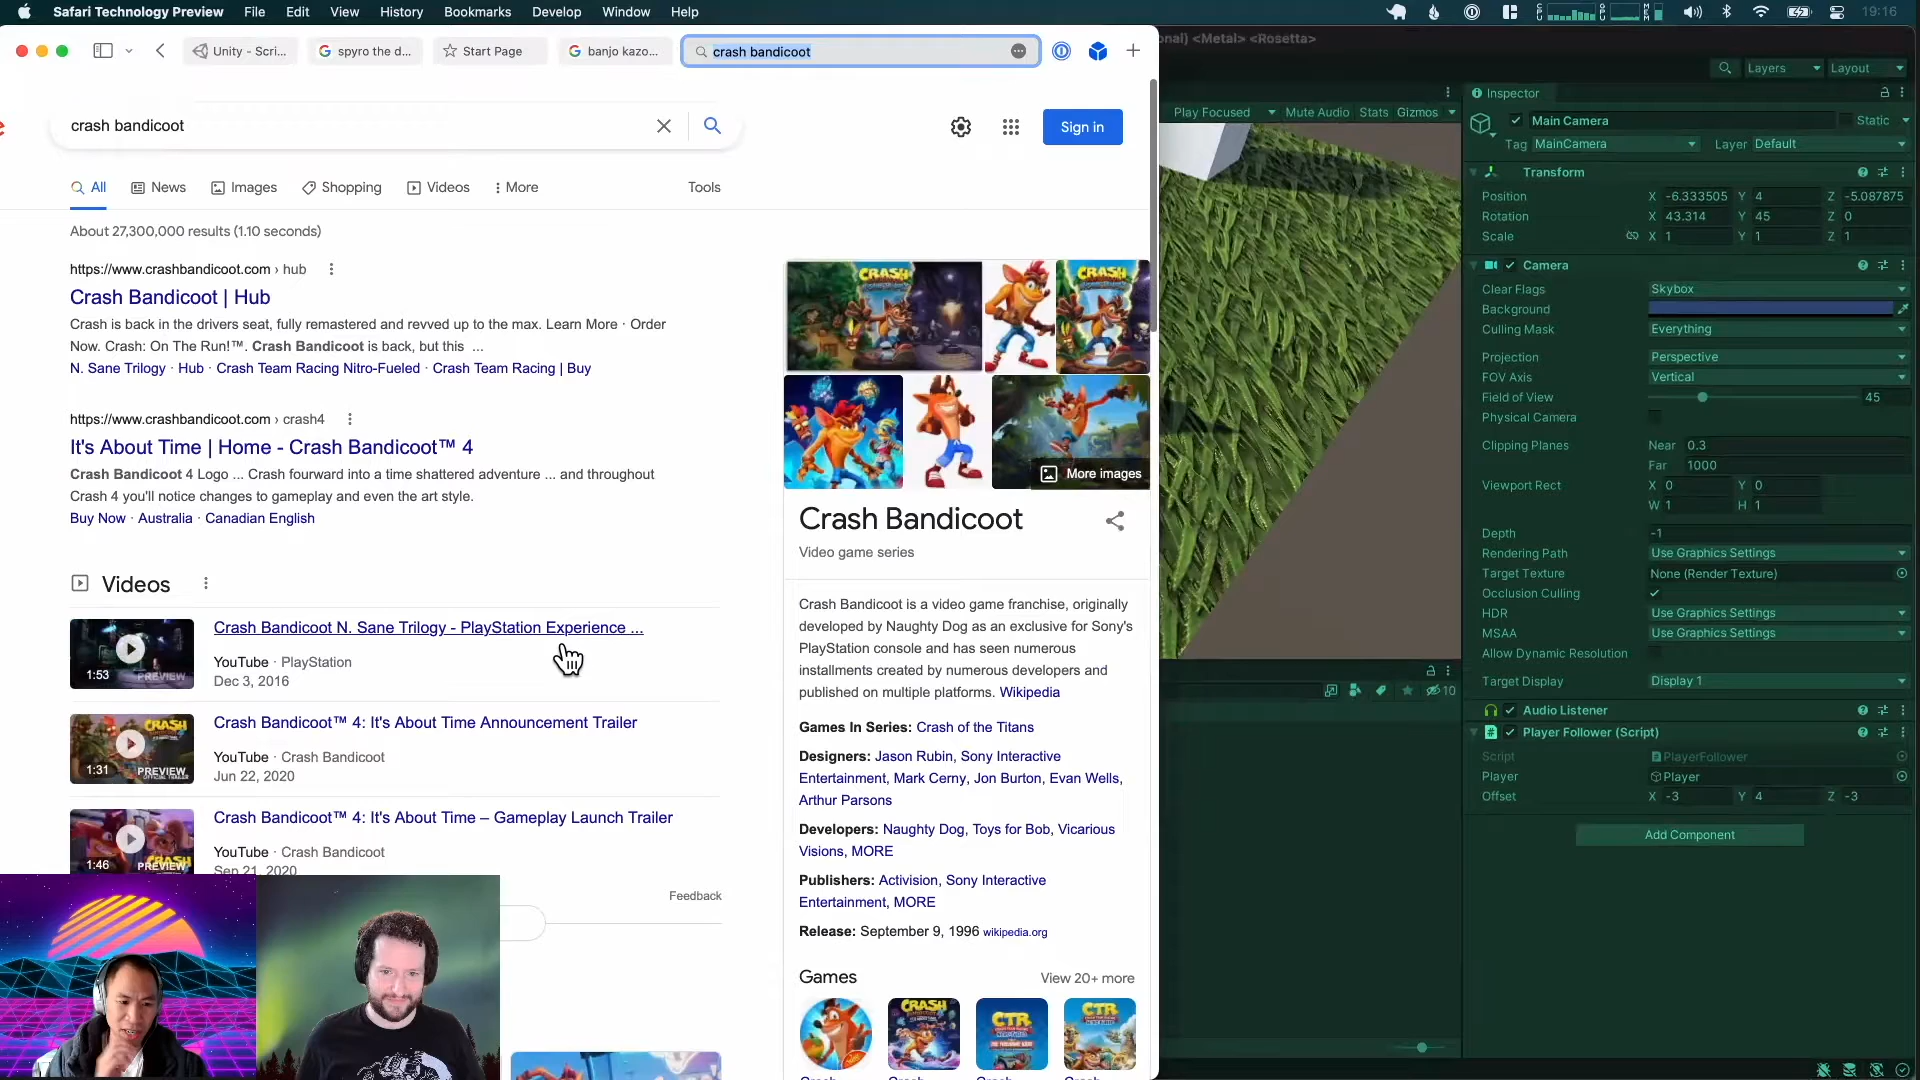 Safari Technology Preview File Edit View History Bookmarks Develop Window Help 19:16
Unity - Scri... spyro the d... Start Page banjo kazo... crash bandicoot
crash bandicoot
Sign in
All News Images Shopping Videos More Tools
About 27,300,000 results (1.10 seconds)
https://www.crashbandicoot.com › hub
Crash Bandicoot | Hub
Crash is back in the drivers seat, fully remastered and revved up to the max. Learn More · Order
Now. Crash: On The Run!™. Crash Bandicoot is back, but this ...
N. Sane Trilogy · Hub · Crash Team Racing Nitro-Fueled · Crash Team Racing | Buy
https://www.crashbandicoot.com › crash4
It's About Time | Home - Crash Bandicoot™ 4
Crash Bandicoot 4 Logo ... Crash fourward into a time shattered adventure ... and throughout
Crash 4 you'll notice changes to gameplay and even the art style.
Buy Now · Australia · Canadian English
Videos
Crash Bandicoot N. Sane Trilogy - PlayStation Experience ...
YouTube · PlayStation
Dec 3, 2016
1:53 PREVIEW
Crash Bandicoot™ 4: It's About Time Announcement Trailer
YouTube · Crash Bandicoot
Jun 22, 2020
1:31 PREVIEW
Crash Bandicoot™ 4: It's About Time – Gameplay Launch Trailer
YouTube · Crash Bandicoot
Sep 21, 2020
1:46 PREVIEW
Feedback
CRASH
CRASH
More images
Crash Bandicoot
Video game series
Crash Bandicoot is a video game franchise, originally
developed by Naughty Dog as an exclusive for Sony's
PlayStation console and has seen numerous
installments created by numerous developers and
published on multiple platforms. Wikipedia
Games In Series: Crash of the Titans
Designers: Jason Rubin, Sony Interactive
Entertainment, Mark Cerny, Jon Burton, Evan Wells,
Arthur Parsons
Developers: Naughty Dog, Toys for Bob, Vicarious
Visions, MORE
Publishers: Activision, Sony Interactive
Entertainment, MORE
Release: September 9, 1996 wikipedia.org
Games View 20+ more
CRASH CTR CTR
onal) <Metal> <Rosetta>
Layers Layout
Play Focused Mute Audio Stats Gizmos
10
Inspector
Main Camera Static
Tag MainCamera Layer Default
Transform
Position X -6.333505 Y 4 Z -5.087875
Rotation X 43.314 Y 45 Z 0
Scale X 1 Y 1 Z 1
Camera
Clear Flags Skybox
Background
Culling Mask Everything
Projection Perspective
FOV Axis Vertical
Field of View 45
Physical Camera
Clipping Planes Near 0.3
Far 1000
Viewport Rect X 0 Y 0
W 1 H 1
Depth -1
Rendering Path Use Graphics Settings
Target Texture None (Render Texture)
Occlusion Culling
HDR Use Graphics Settings
MSAA Use Graphics Settings
Allow Dynamic Resolution
Target Display Display 1
Audio Listener
Player Follower (Script)
Script PlayerFollower
Player Player
Offset X -3 Y 4 Z -3
Add Component